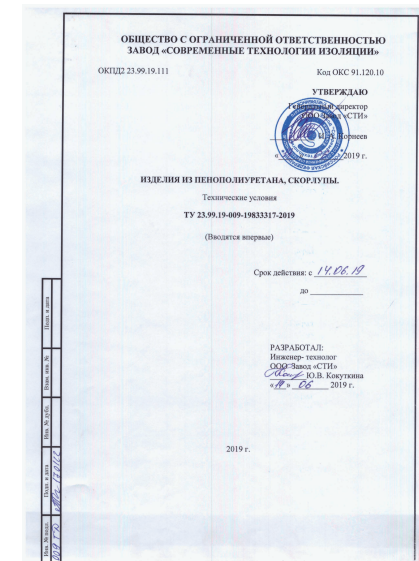 ОБЩЕСТВО С ОГРАНИЧЕННОЙ ОТВЕТСТВЕННОСТЬЮ
ЗАВОД «СОВРЕМЕННЫЕ ТЕХНОЛОГИИ ИЗОЛЯЦИИ»
ОКПД2 23.99.19.111 Код ОКС 91.120.10
УТВЕРЖДАЮ
Генеральный директор
ООО Завод «СТИ»
Корнеев
2019 г.
ИЗДЕЛИЯ ИЗ ПЕНОПОЛИУРЕТАНА, СКОРЛУПЫ.
Технические условия
ТУ 23.99.19-009-19833317-2019
(Вводятся впервые)
Срок действия: с 14.06.19
до
РАЗРАБОТАЛ:
Инженер- технолог
ООО Завод «СТИ»
Ю.В. Кокуткина
« » 06 2019 г.
2019 г.
Подп. и дата
Взам. инв. №
Инв. № дубл.
Подп. и дата
Инв. № подл.